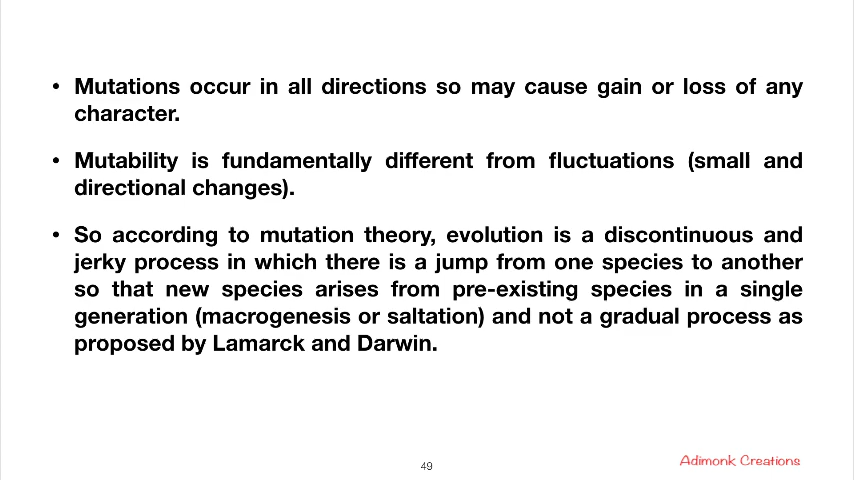 • Mutations occur in all directions so may cause gain or loss of any
character.
• Mutability is fundamentally different from fluctuations (small and
directional changes).
• So according to mutation theory, evolution is a discontinuous and
jerky process in which there is a jump from one species to another
so that new species arises from pre-existing species in a single
generation (macrogenesis or saltation) and not a gradual process as
proposed by Lamarck and Darwin.
49
Adimonk Creations